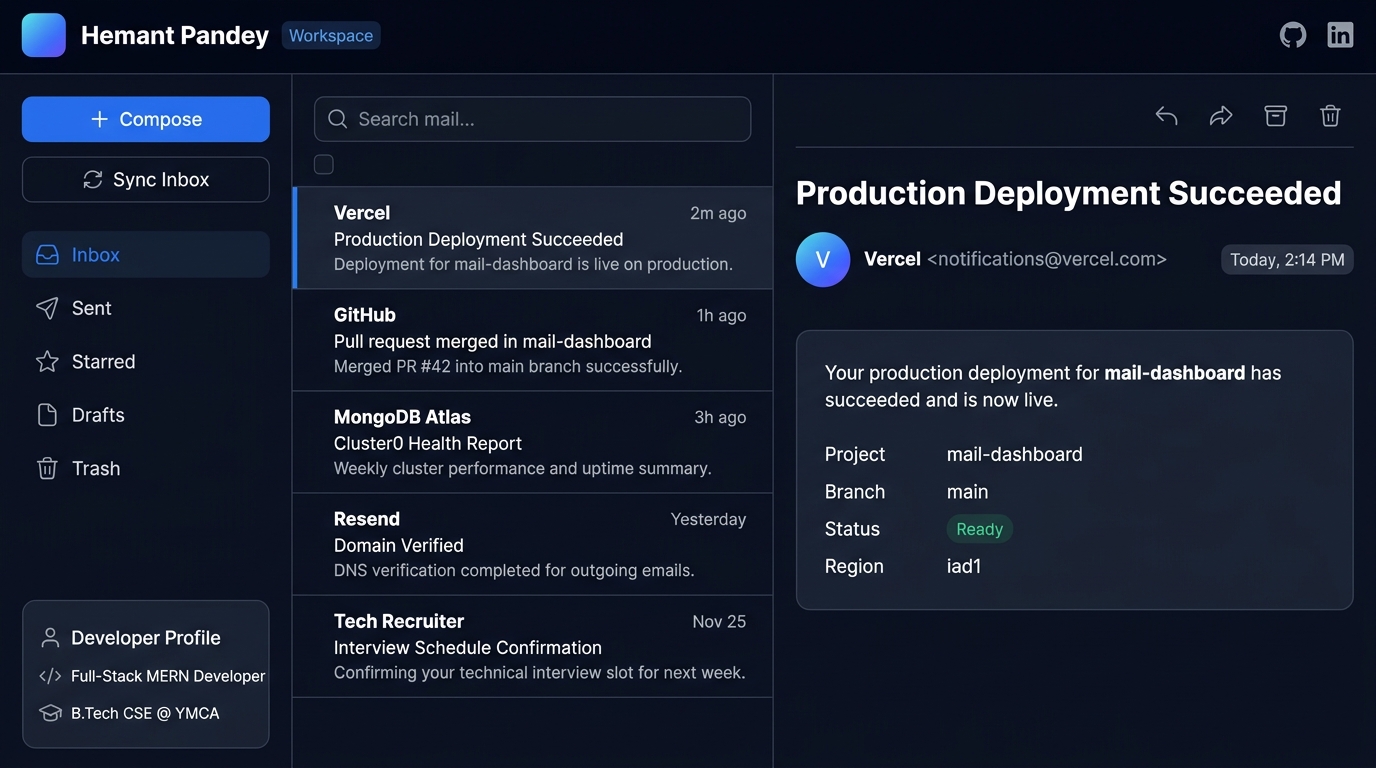 Hemant Pandey Workspace
Compose
Sync Inbox
Inbox
Sent
Starred
Drafts
Trash
Developer Profile
</> Full-Stack MERN Developer
B.Tech CSE @ YMCA
Search mail...
Vercel 2m ago
Production Deployment Succeeded
Deployment for mail-dashboard is live on production.
GitHub 1h ago
Pull request merged in mail-dashboard
Merged PR #42 into main branch successfully.
MongoDB Atlas 3h ago
Cluster0 Health Report
Weekly cluster performance and uptime summary.
Resend Yesterday
Domain Verified
DNS verification completed for outgoing emails.
Tech Recruiter Nov 25
Interview Schedule Confirmation
Confirming your technical interview slot for next week.
Production Deployment Succeeded
V Vercel <notifications@vercel.com> Today, 2:14 PM
Your production deployment for mail-dashboard has
succeeded and is now live.
Project mail-dashboard
Branch main
Status Ready
Region iad1
in